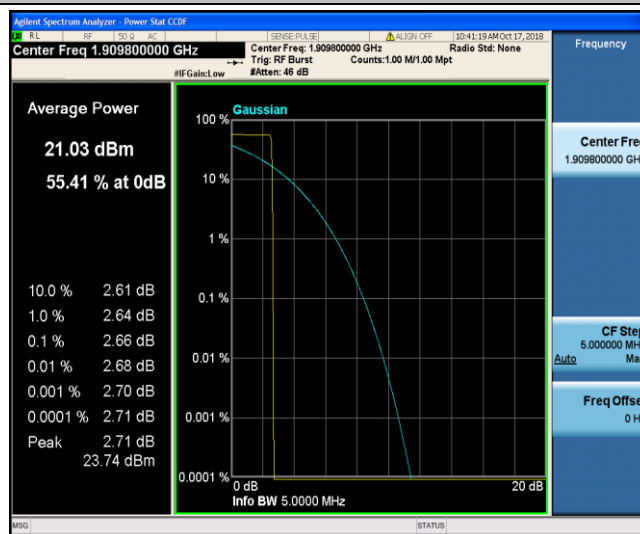 Agilent Spectrum Analyzer - Power Stat CCDF
RL RF 50 Ω AC SENSE:PULSE ALIGN OFF 10:41:19 AM Oct 17, 2018
Center Freq 1.909800000 GHz
Center Freq: 1.909800000 GHz Radio Std: None
Trig: RF Burst Counts:1.00 M/1.00 Mpt
#IFGain:Low #Atten: 46 dB
Frequency
Average Power
21.03 dBm
55.41 % at 0dB
10.0 % 2.61 dB
1.0 % 2.64 dB
0.1 % 2.66 dB
0.01 % 2.68 dB
0.001 % 2.70 dB
0.0001 % 2.71 dB
Peak 2.71 dB
23.74 dBm
Gaussian
100 %
10 %
1 %
0.1 %
0.01 %
0.001 %
0.0001 %
0 dB 20 dB
Info BW 5.0000 MHz
Center Fre
1.909800000 GH
CF Ste
5.000000 MH
Auto Ma
Freq Offse
0 H
MSG STATUS